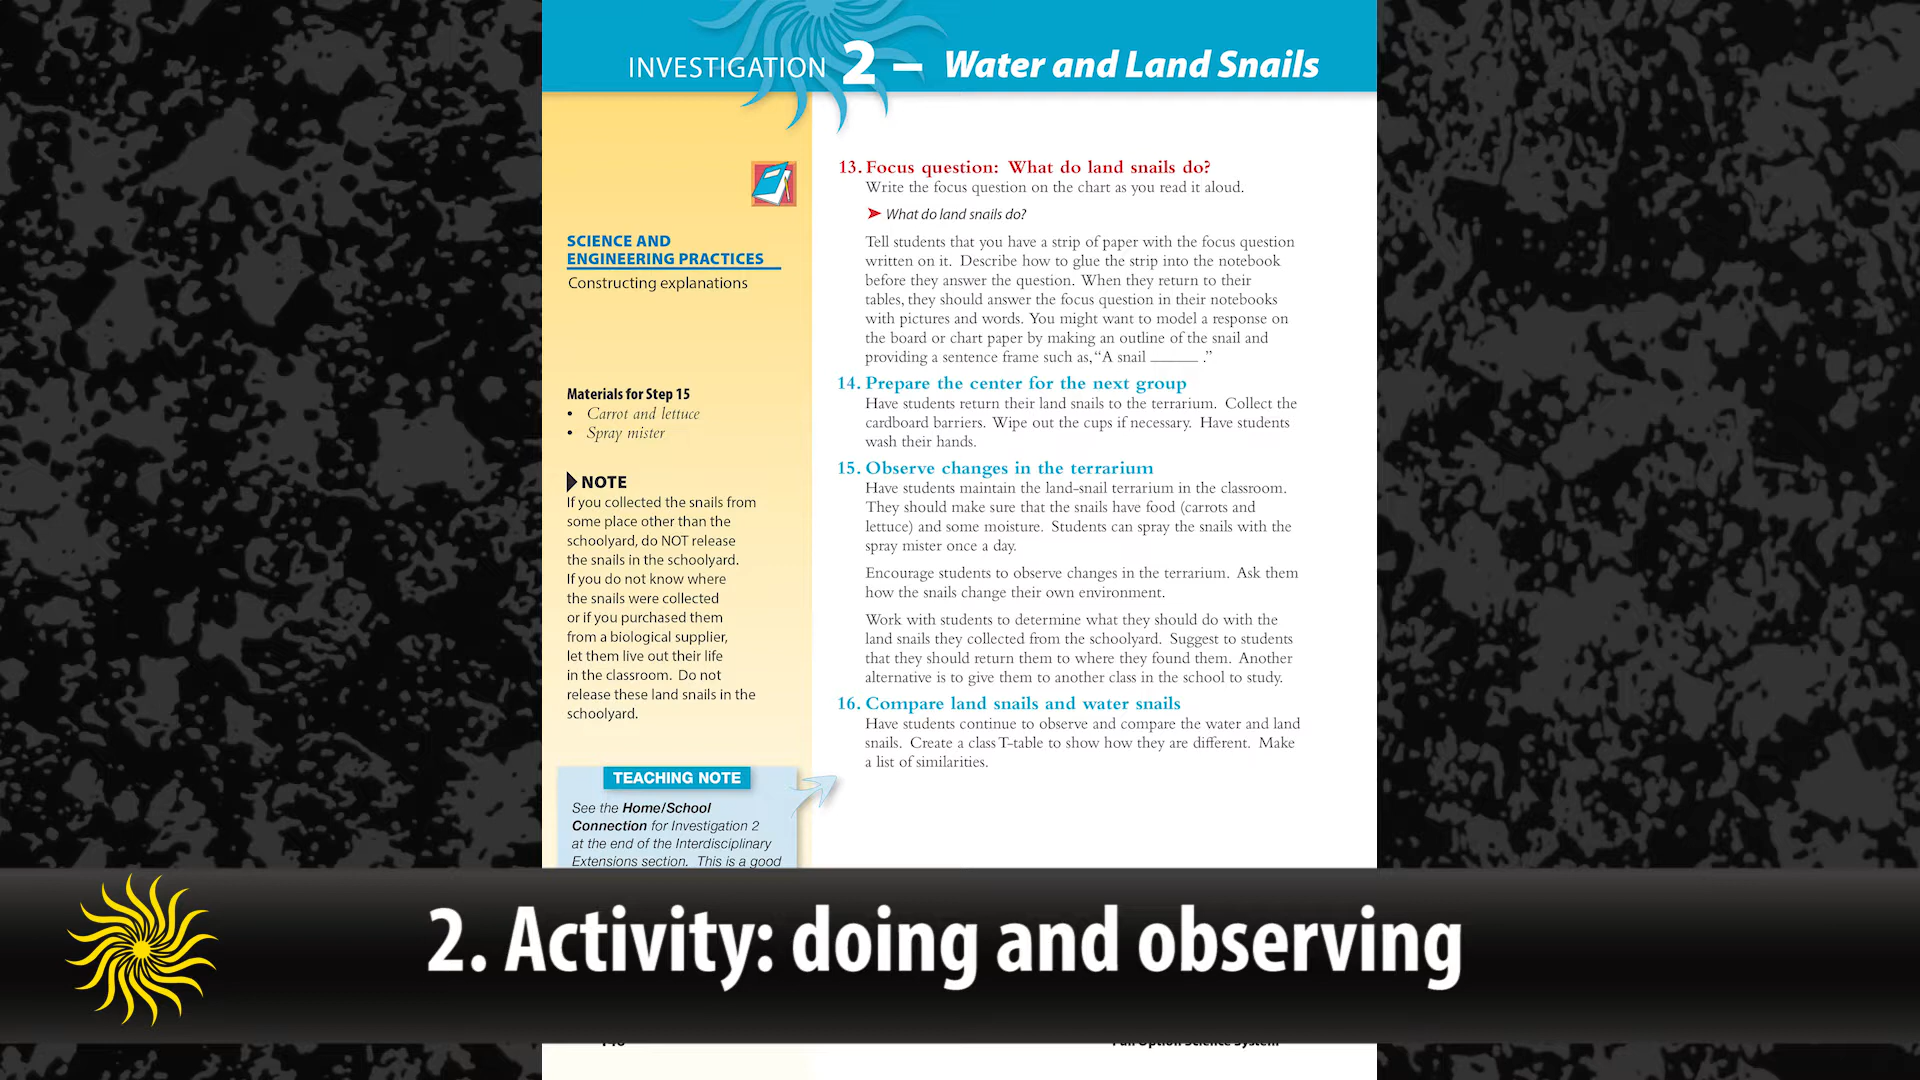 INVESTIGATION 2 – Water and Land Snails
SCIENCE AND
ENGINEERING PRACTICES
Constructing explanations
Materials for Step 15
• Carrot and lettuce
• Spray mister
NOTE
If you collected the snails from
some place other than the
schoolyard, do NOT release
the snails in the schoolyard.
If you do not know where
the snails were collected
or if you purchased them
from a biological supplier,
let them live out their life
in the classroom. Do not
release these land snails in the
schoolyard.
TEACHING NOTE
See the Home/School
Connection for Investigation 2
at the end of the Interdisciplinary
Extensions section. This is a good
13. Focus question: What do land snails do?
Write the focus question on the chart as you read it aloud.
➤ What do land snails do?
Tell students that you have a strip of paper with the focus question
written on it. Describe how to glue the strip into the notebook
before they answer the question. When they return to their
tables, they should answer the focus question in their notebooks
with pictures and words. You might want to model a response on
the board or chart paper by making an outline of the snail and
providing a sentence frame such as, “A snail ______ .”
14. Prepare the center for the next group
Have students return their land snails to the terrarium. Collect the
cardboard barriers. Wipe out the cups if necessary. Have students
wash their hands.
15. Observe changes in the terrarium
Have students maintain the land-snail terrarium in the classroom.
They should make sure that the snails have food (carrots and
lettuce) and some moisture. Students can spray the snails with the
spray mister once a day.
Encourage students to observe changes in the terrarium. Ask them
how the snails change their own environment.
Work with students to determine what they should do with the
land snails they collected from the schoolyard. Suggest to students
that they should return them to where they found them. Another
alternative is to give them to another class in the school to study.
16. Compare land snails and water snails
Have students continue to observe and compare the water and land
snails. Create a class T-table to show how they are different. Make
a list of similarities.
2. Activity: doing and observing
Full Option Science System